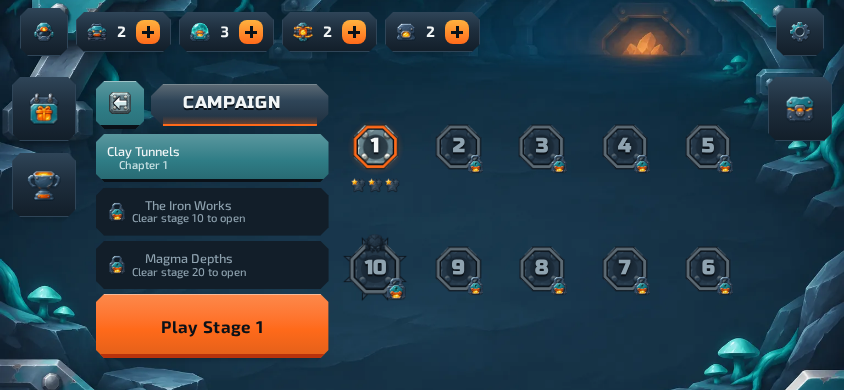 2
3
2
2
CAMPAIGN
Clay Tunnels
Chapter 1
The Iron Works
Clear stage 10 to open
Magma Depths
Clear stage 20 to open
Play Stage 1
1
2
3
4
5
10
9
8
7
6